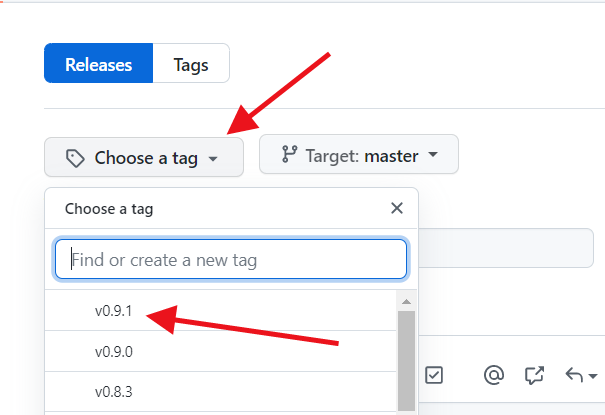 Releases
Tags
Choose a tag
Target: master
Choose a tag
Find or create a new tag
v0.9.1
v0.9.0
v0.8.3